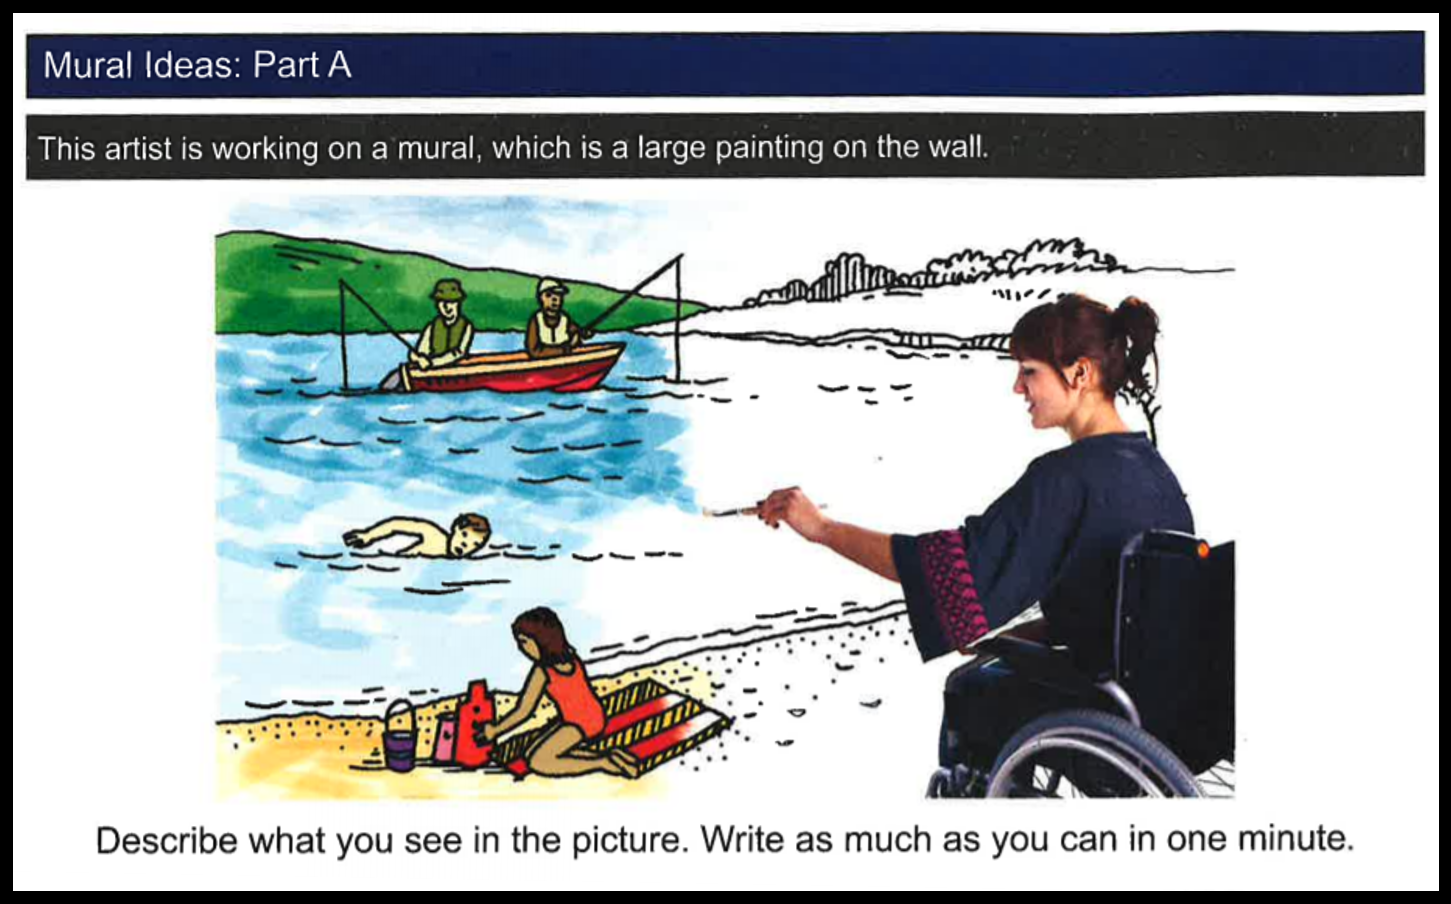 Mural Ideas: Part A
This artist is working on a mural, which is a large painting on the wall.
Describe what you see in the picture. Write as much as you can in one minute.